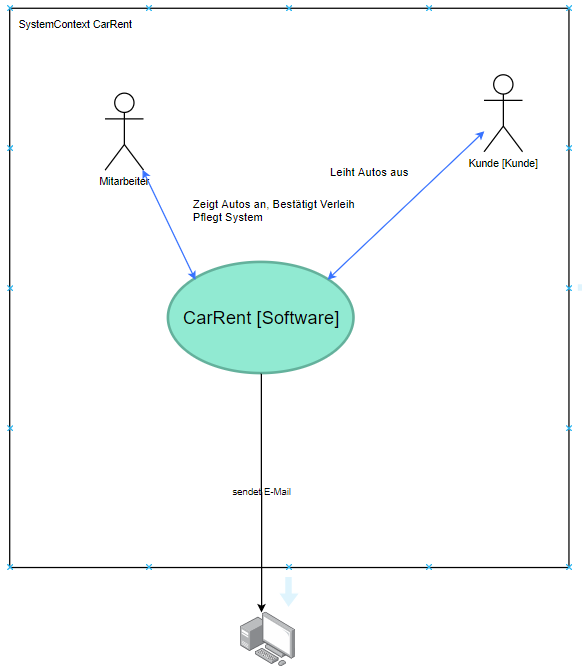 SystemContext CarRent
Mitarbeiter
Kunde [Kunde]
Leiht Autos aus
Zeigt Autos an, Bestätigt Verleih
Pflegt System
CarRent [Software]
sendet E-Mail